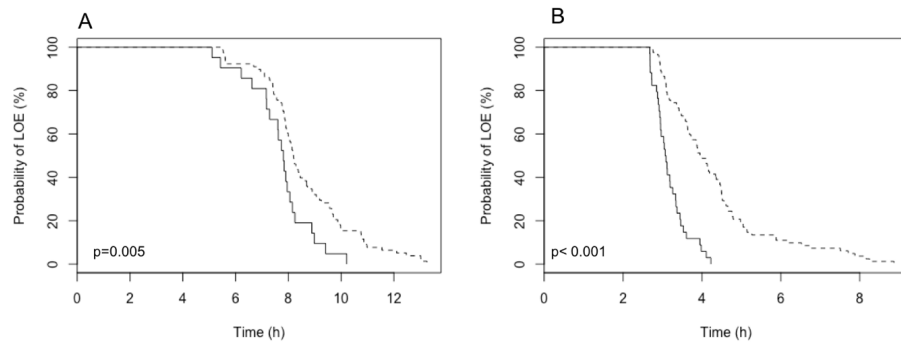 A
Probability of LOE (%)
100
80
60
40
20
0
p=0.005
0 2 4 6 8 10 12
Time (h)
B
Probability of LOE (%)
100
80
60
40
20
0
p< 0.001
0 2 4 6 8
Time (h)